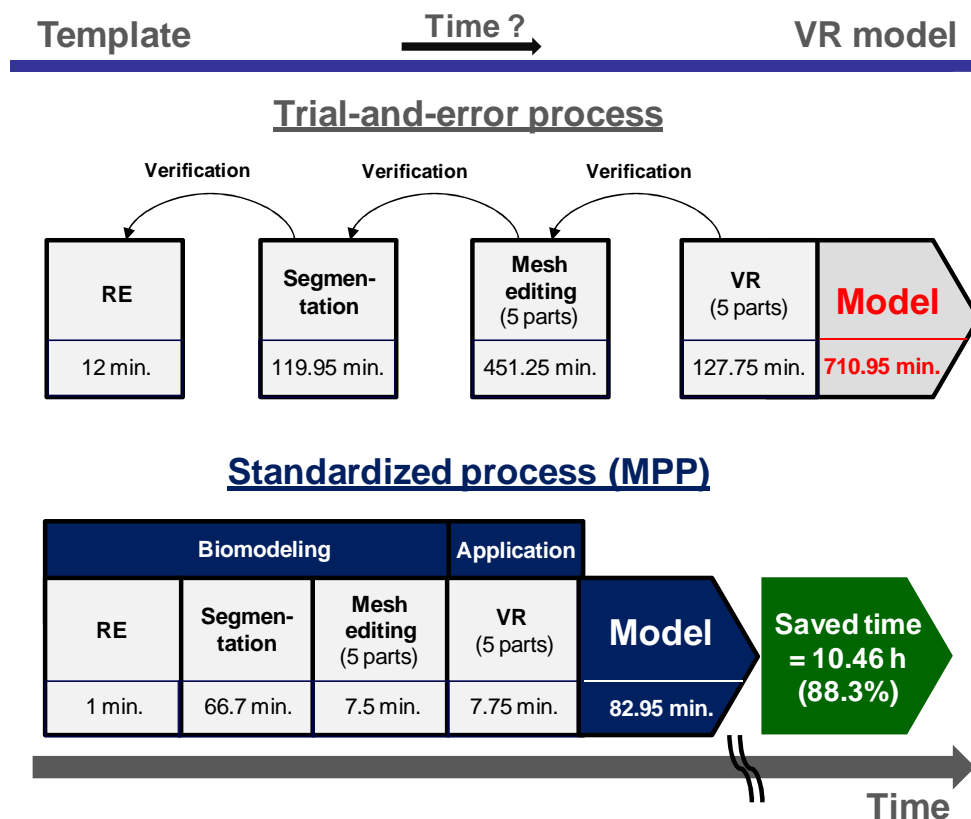 Template
Time ?
VR model
Trial-and-error process
Verification
Verification
Verification
RE
12 min.
Segmen-
tation
119.95 min.
Mesh
editing
(5 parts)
451.25 min.
VR
(5 parts)
127.75 min.
Model
710.95 min.
Standardized process (MPP)
Biomodeling
Application
RE
1 min.
Segmen-
tation
66.7 min.
Mesh
editing
(5 parts)
7.5 min.
VR
(5 parts)
7.75 min.
Model
82.95 min.
Saved time
= 10.46 h
(88.3%)
Time